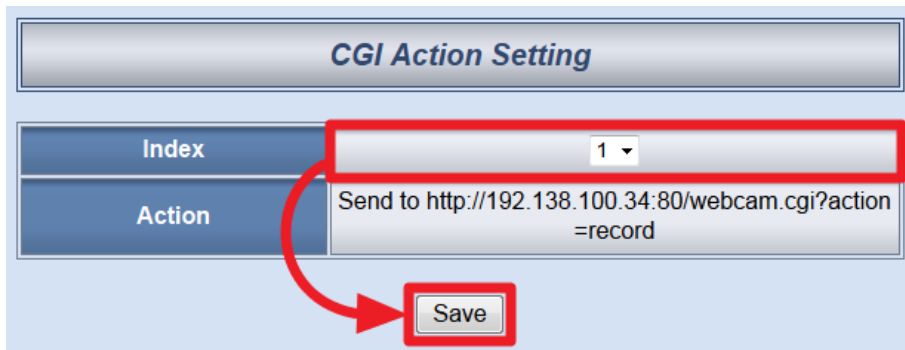 CGI Action Setting
Index 1
Action Send to http://192.138.100.34:80/webcam.cgi?action
=record
Save